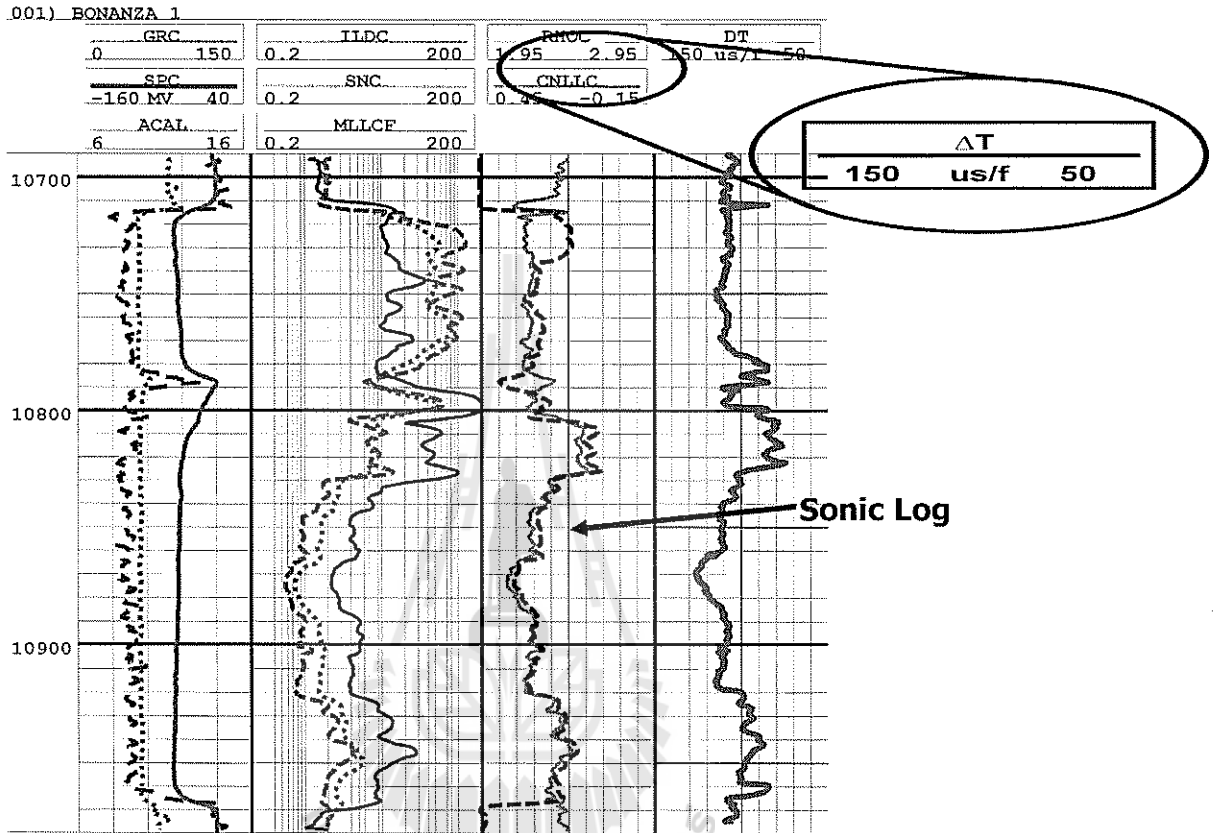 001) BONANZA 1
GRC
0 150
ILDC
0.2 200
RHOC
1.95 2.95
DT
150 us/f 50
SPC
-160 MV 40
SNC
0.2 200
CNLLC
0.45 -0.15
ACAL
6 16
MLLCF
0.2 200
ΔT
150 us/f 50
10700
10800
Sonic Log
10900